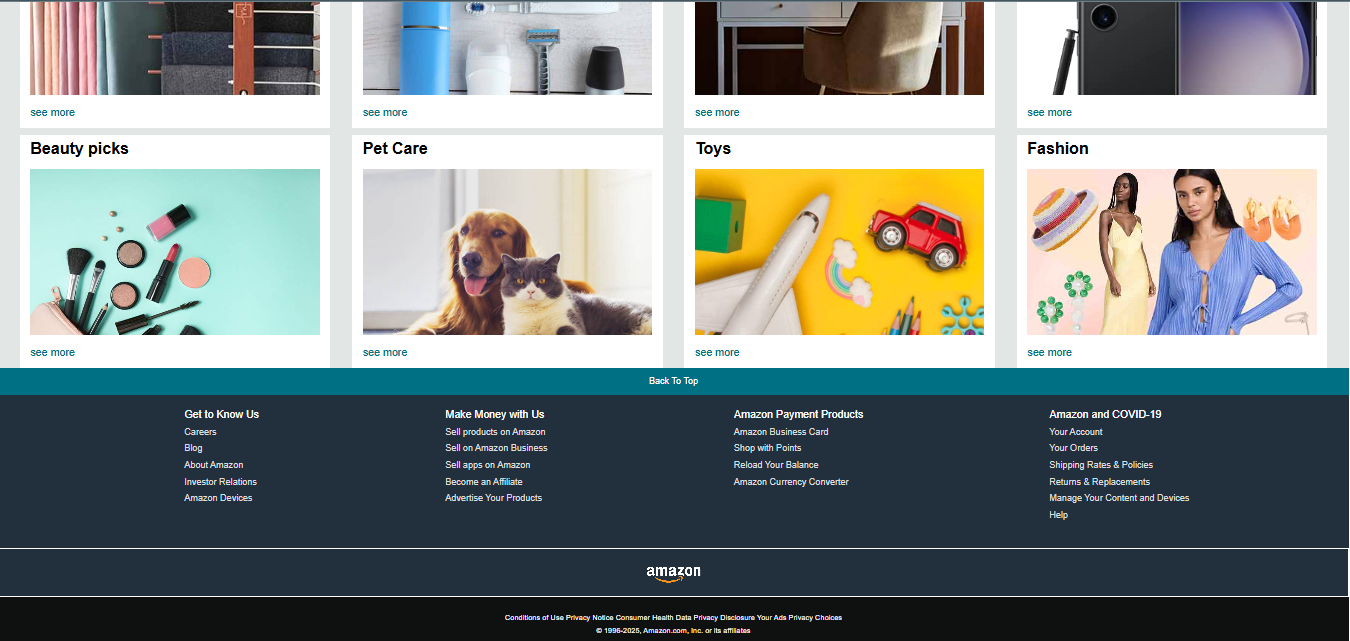 see more
see more
see more
see more
Beauty picks
Pet Care
Toys
Fashion
see more
see more
see more
see more
Back To Top
Get to Know Us
Careers
Blog
About Amazon
Investor Relations
Amazon Devices
Make Money with Us
Sell products on Amazon
Sell on Amazon Business
Sell apps on Amazon
Become an Affiliate
Advertise Your Products
Amazon Payment Products
Amazon Business Card
Shop with Points
Reload Your Balance
Amazon Currency Converter
Amazon and COVID-19
Your Account
Your Orders
Shipping Rates & Policies
Returns & Replacements
Manage Your Content and Devices
Help
amazon
Conditions of Use Privacy Notice Consumer Health Data Privacy Disclosure Your Ads Privacy Choices
© 1996-2025, Amazon.com, Inc. or its affiliates